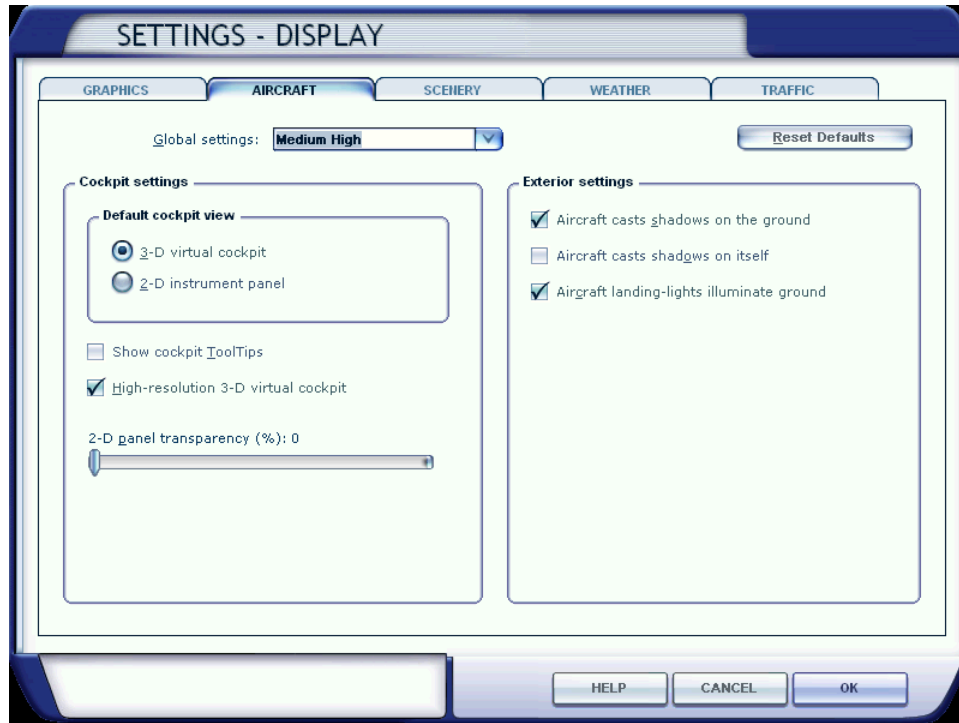 SETTINGS - DISPLAY
GRAPHICS
AIRCRAFT
SCENERY
WEATHER
TRAFFIC
Global settings:
Medium High
Reset Defaults
Cockpit settings
Default cockpit view
3-D virtual cockpit
2-D instrument panel
Show cockpit ToolTips
High-resolution 3-D virtual cockpit
2-D panel transparency (%): 0
Exterior settings
Aircraft casts shadows on the ground
Aircraft casts shadows on itself
Aircraft landing-lights illuminate ground
HELP
CANCEL
OK